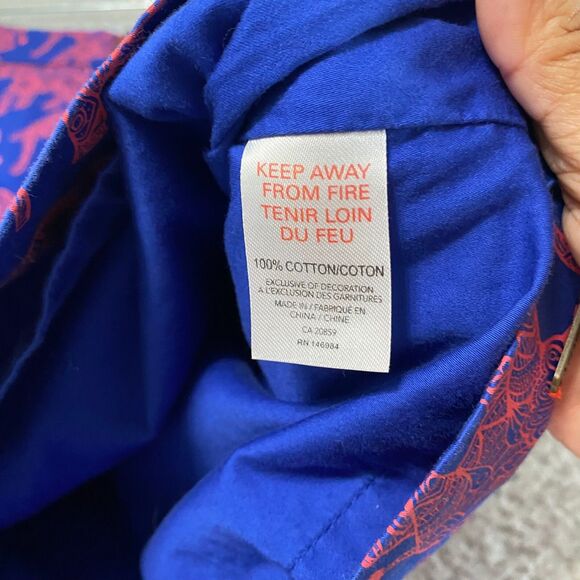 KEEP AWAY
FROM FIRE
TENIR LOIN
DU FEU
100% COTTON/COTON
EXCLUSIVE OF DECORATION
A L'EXCLUSION DES GARNITURES
MADE IN / FABRIQUÉ EN
CHINA / CHINE
CA 20859
RN 146984